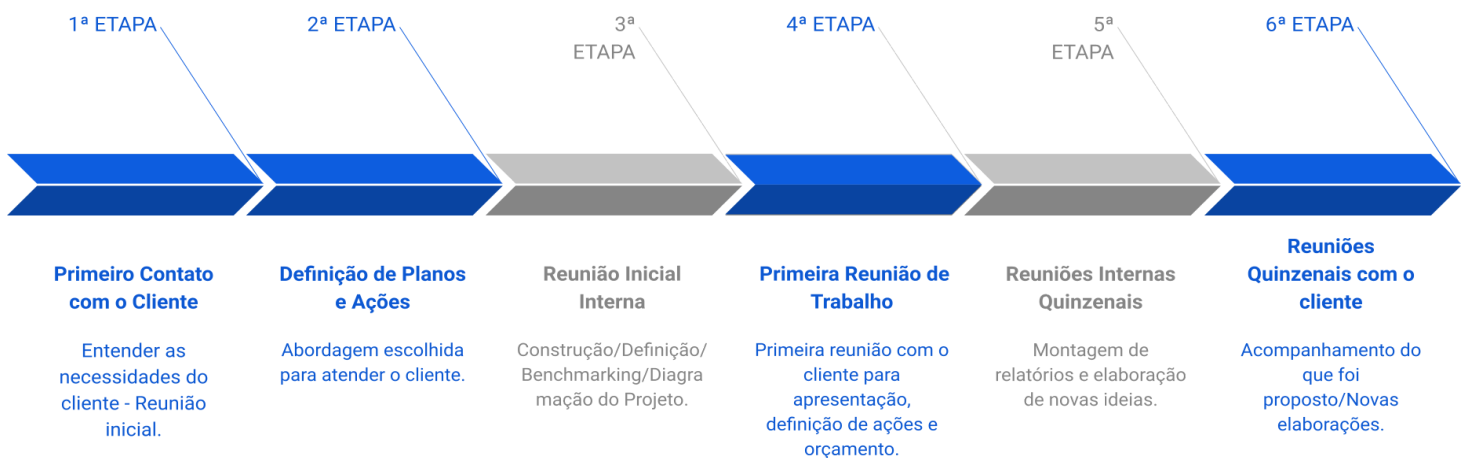 1ª ETAPA
2ª ETAPA
3ª
ETAPA
4ª ETAPA
5ª
ETAPA
6ª ETAPA
Primeiro Contato
com o Cliente
Entender as
necessidades do
cliente - Reunião
inicial.
Definição de Planos
e Ações
Abordagem escolhida
para atender o cliente.
Reunião Inicial
Interna
Construção/Definição/
Benchmarking/Diagra
mação do Projeto.
Primeira Reunião de
Trabalho
Primeira reunião com o
cliente para
apresentação,
definição de ações e
orçamento.
Reuniões Internas
Quinzenais
Montagem de
relatórios e elaboração
de novas ideias.
Reuniões
Quinzenais com o
cliente
Acompanhamento do
que foi
proposto/Novas
elaborações.